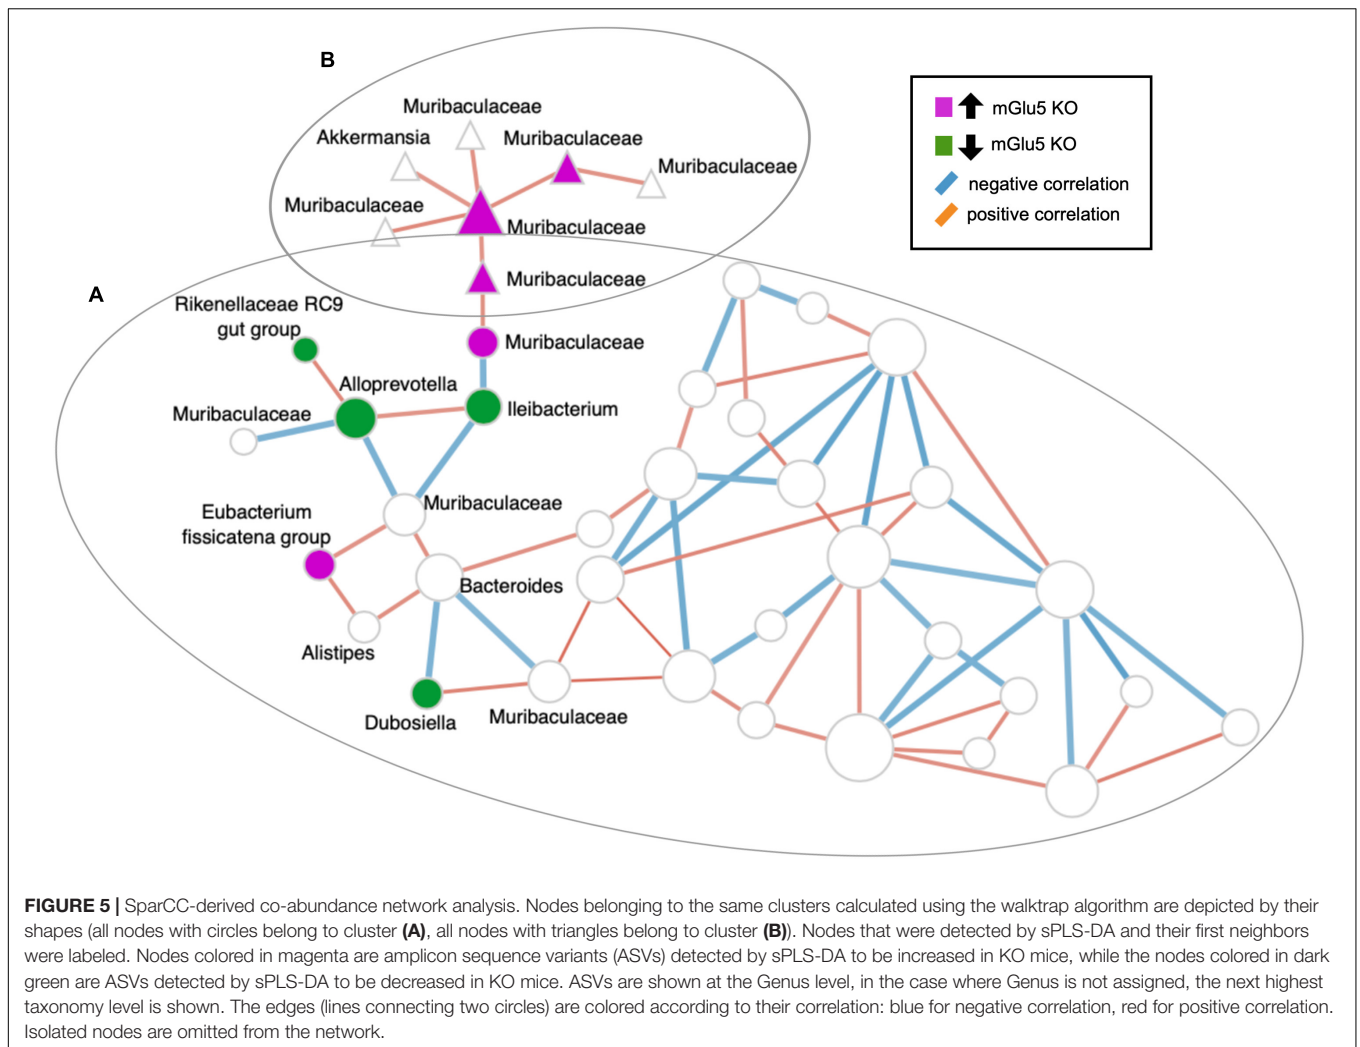 B
Muribaculaceae
Akkermansia
Muribaculaceae
Muribaculaceae
Muribaculaceae
Muribaculaceae
Muribaculaceae
mGlu5 KO
mGlu5 KO
negative correlation
positive correlation
A
Rikenellaceae RC9
gut group
Muribaculaceae
Alloprevotella
Muribaculaceae
Ileibacterium
Eubacterium
fissicatena group
Muribaculaceae
Bacteroides
Alistipes
Dubosiella
Muribaculaceae
FIGURE 5 | SparCC-derived co-abundance network analysis. Nodes belonging to the same clusters calculated using the walktrap algorithm are depicted by their
shapes (all nodes with circles belong to cluster (A), all nodes with triangles belong to cluster (B)). Nodes that were detected by sPLS-DA and their first neighbors
were labeled. Nodes colored in magenta are amplicon sequence variants (ASVs) detected by sPLS-DA to be increased in KO mice, while the nodes colored in dark
green are ASVs detected by sPLS-DA to be decreased in KO mice. ASVs are shown at the Genus level, in the case where Genus is not assigned, the next highest
taxonomy level is shown. The edges (lines connecting two circles) are colored according to their correlation: blue for negative correlation, red for positive correlation.
Isolated nodes are omitted from the network.